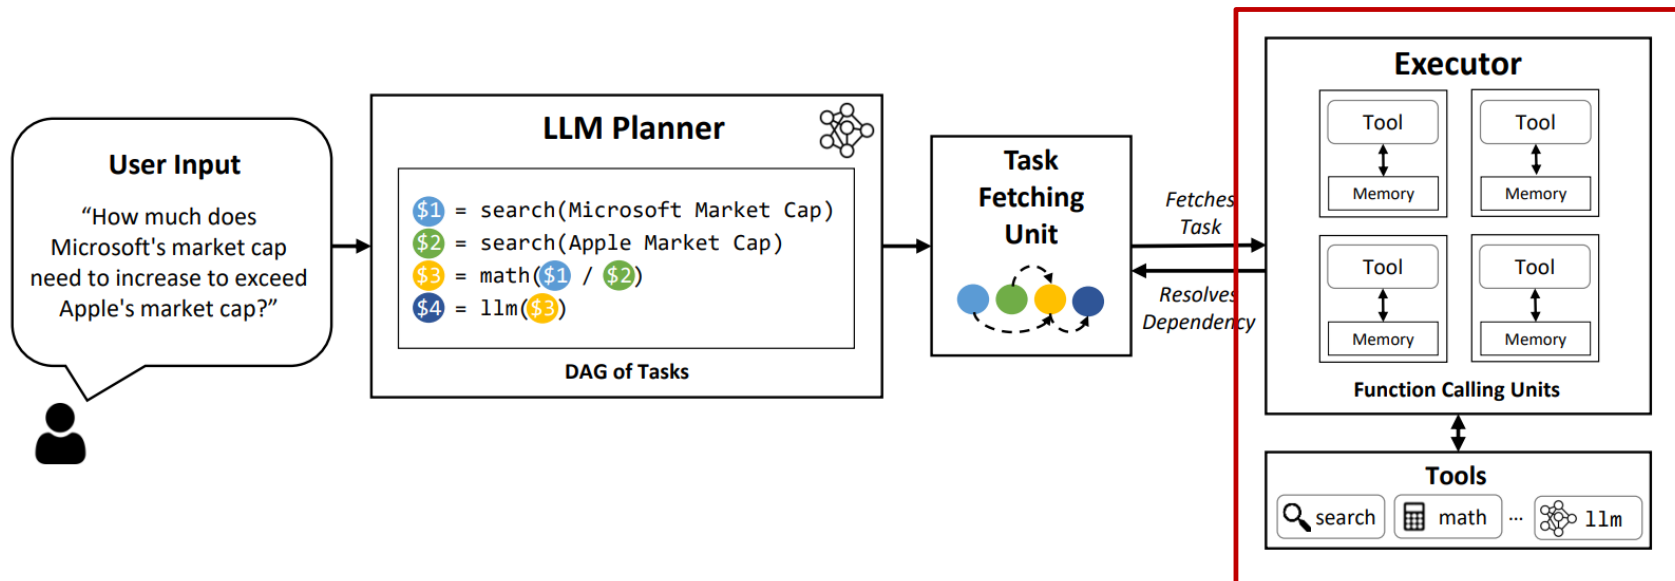 User Input
“How much does
Microsoft's market cap
need to increase to exceed
Apple's market cap?”
LLM Planner
$1 = search(Microsoft Market Cap)
$2 = search(Apple Market Cap)
$3 = math($1 / $2)
$4 = llm($3)
DAG of Tasks
Task
Fetching
Unit
Fetches
Task
Resolves
Dependency
Executor
Tool
Memory
Tool
Memory
Tool
Memory
Tool
Memory
Function Calling Units
Tools
search
math
...
llm